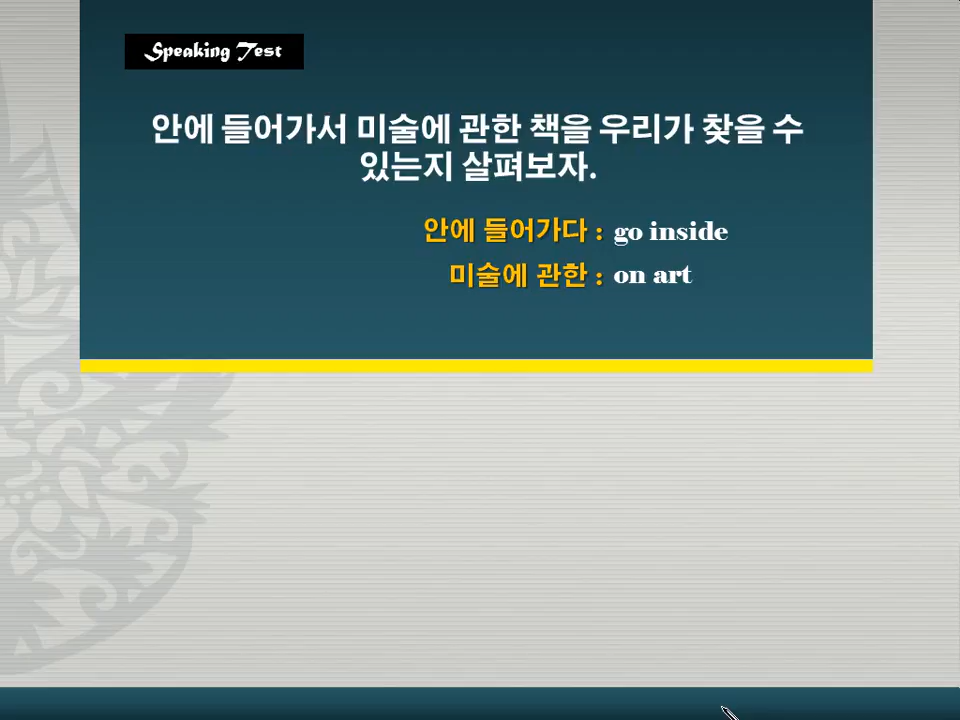 Speaking Test
안에 들어가서 미술에 관한 책을 우리가 찾을 수
있는지 살펴보자.
안에 들어가다 : go inside
미술에 관한 : on art